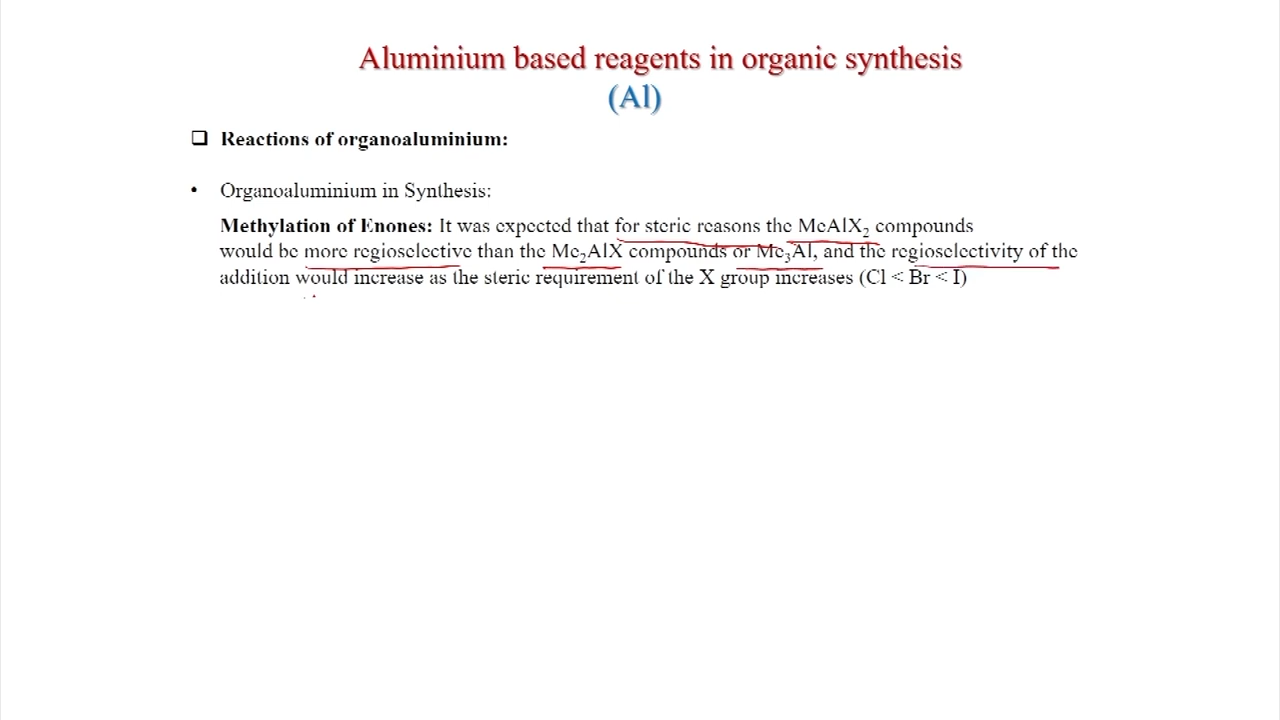 Aluminium based reagents in organic synthesis
(Al)
❑ Reactions of organoaluminium:
• Organoaluminium in Synthesis:
Methylation of Enones: It was expected that for steric reasons the MeAlX₂ compounds
would be more regioselective than the Me₂AlX compounds or Me₃Al, and the regioselectivity of the
addition would increase as the steric requirement of the X group increases (Cl < Br < I)